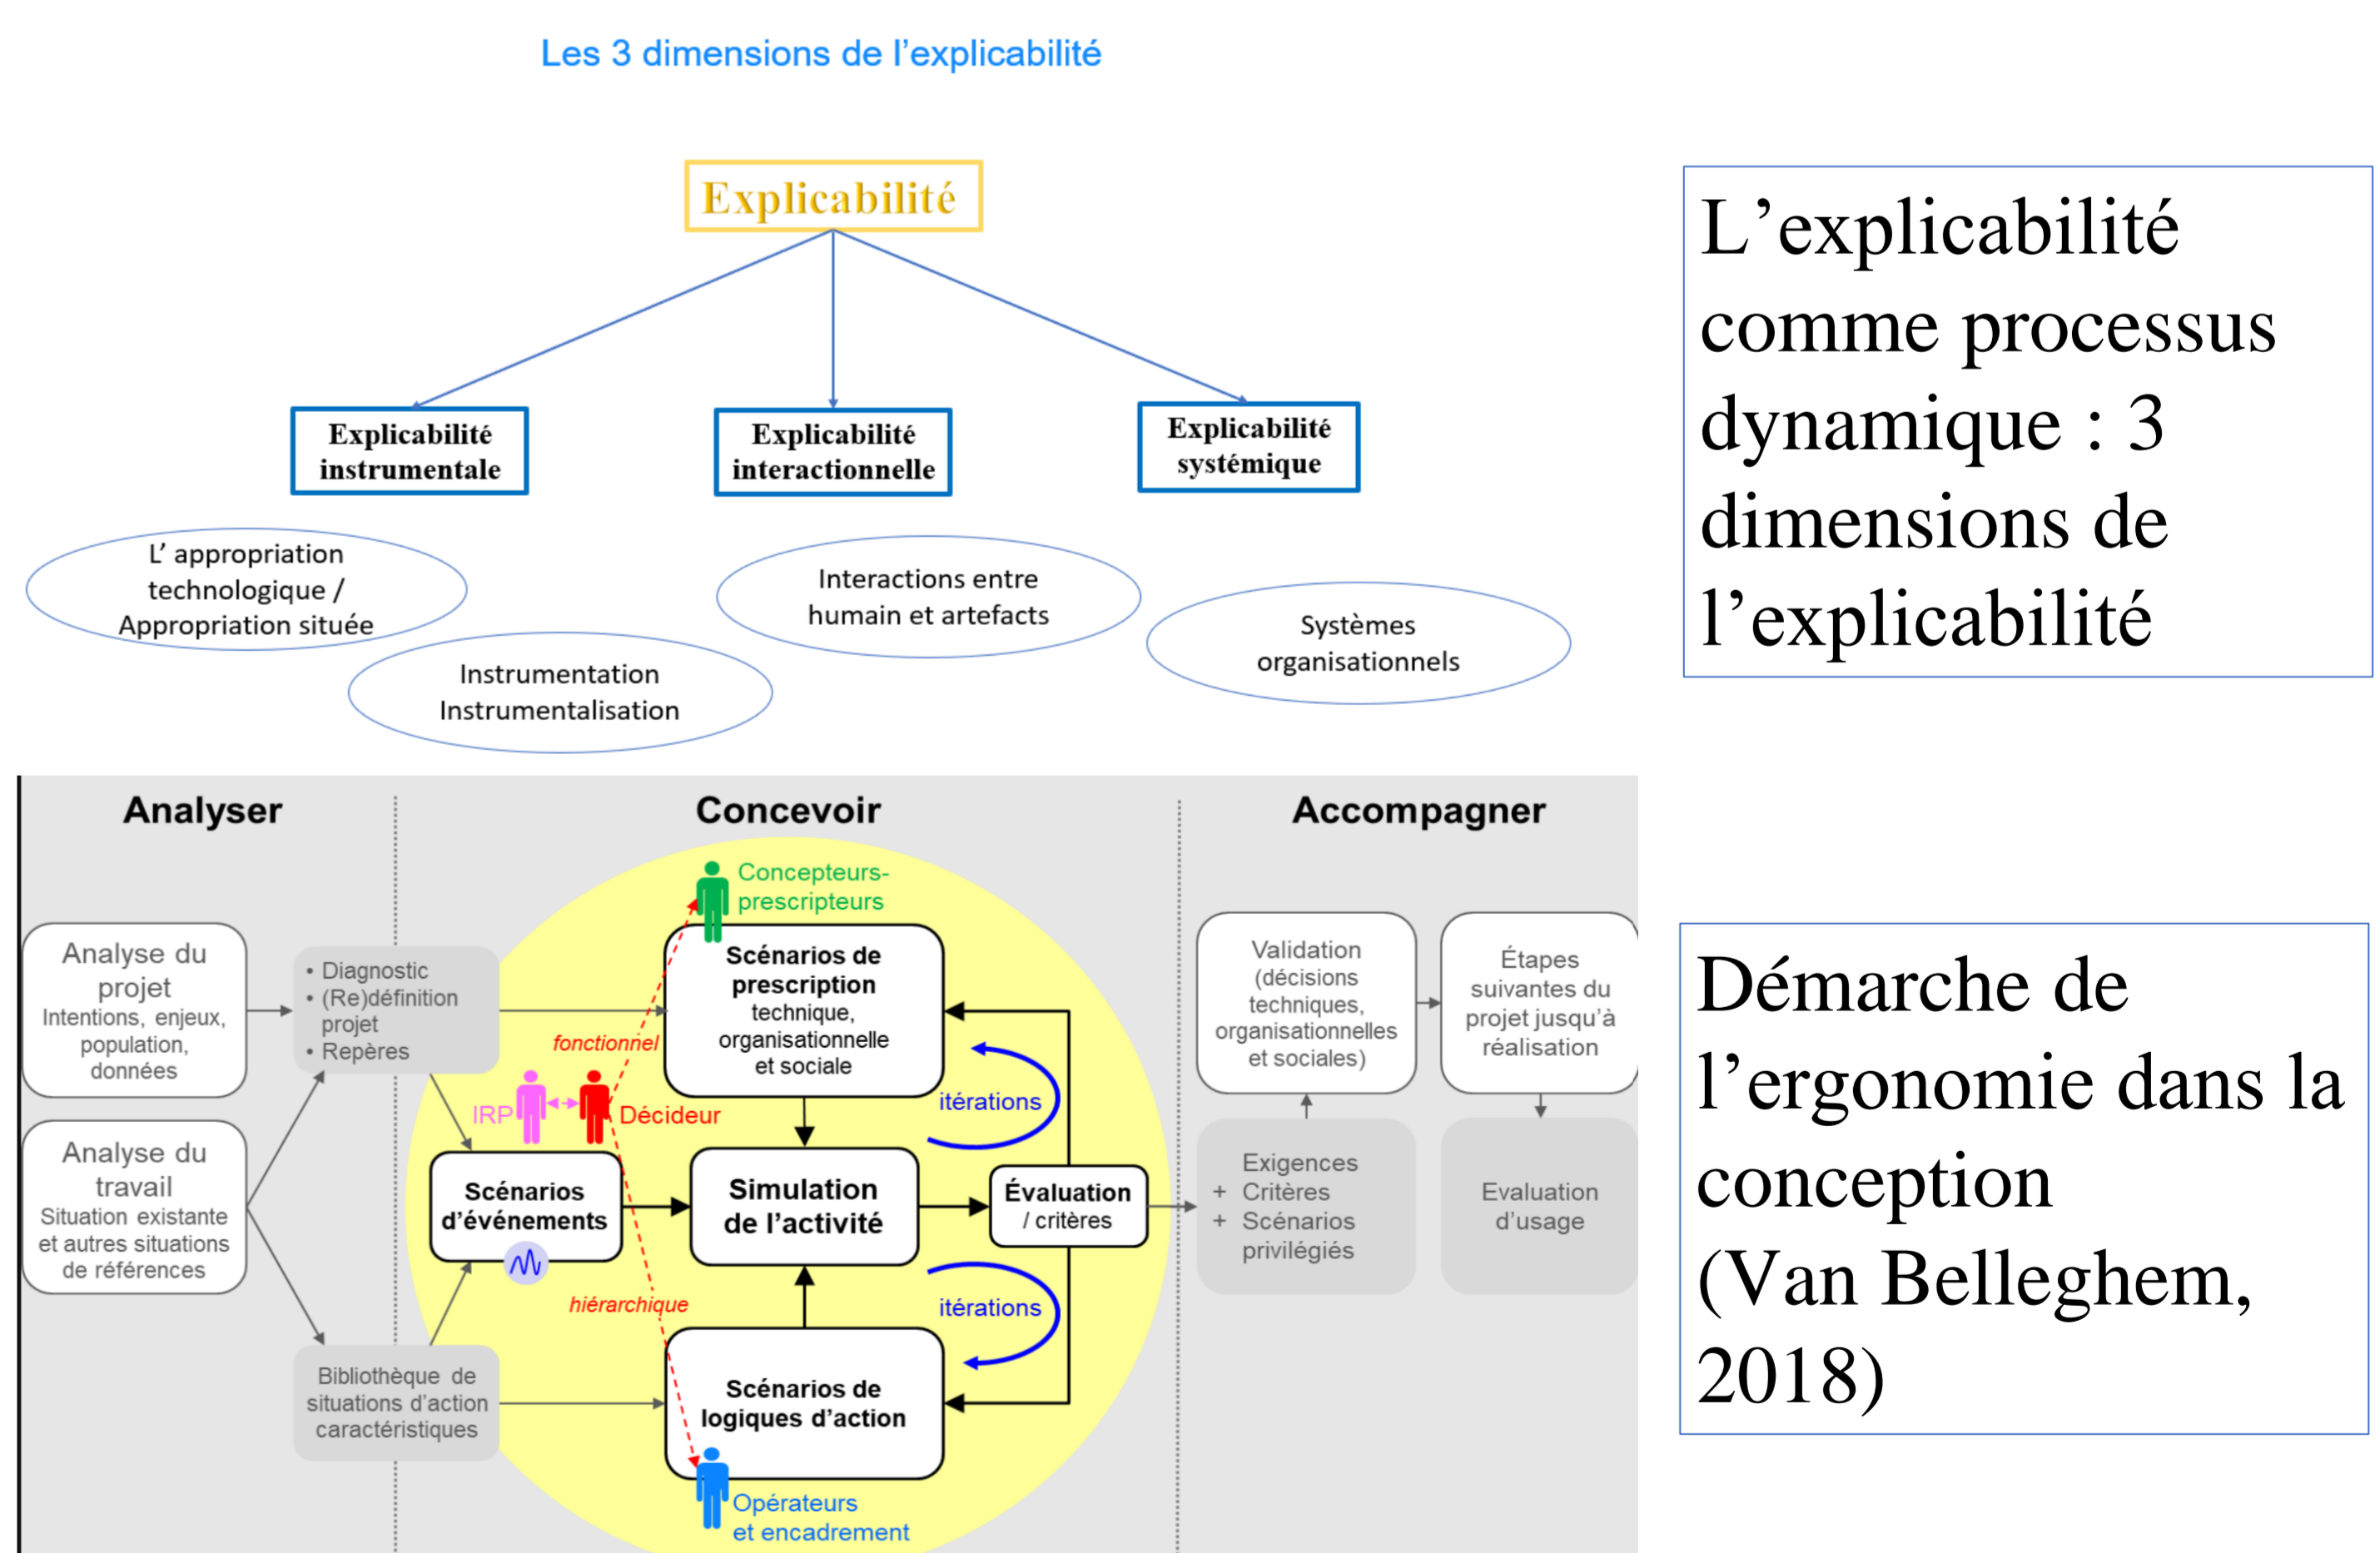 Les 3 dimensions de l’explicabilité
Explicabilité
Explicabilité
instrumentale
Explicabilité
interactionnelle
Explicabilité
systémique
L’ appropriation
technologique /
Appropriation située
Instrumentation
Instrumentalisation
Interactions entre
humain et artefacts
Systèmes
organisationnels
L’explicabilité
comme processus
dynamique : 3
dimensions de
l’explicabilité
Analyser
Concevoir
Accompagner
Analyse du
projet
Intentions, enjeux,
population,
données
Analyse du
travail
Situation existante
et autres situations
de références
• Diagnostic
• (Re)définition
projet
• Repères
Bibliothèque de
situations d’action
caractéristiques
Concepteurs-
prescripteurs
Scénarios de
prescription
technique,
organisationnelle
et sociale
fonctionnel
IRP
Décideur
itérations
Scénarios
d’événements
Simulation
de l’activité
Évaluation
/ critères
hiérarchique
itérations
Scénarios de
logiques d’action
Opérateurs
et encadrement
Validation
(décisions
techniques,
organisationnelles
et sociales)
Étapes
suivantes du
projet jusqu’à
réalisation
Exigences
+ Critères
+ Scénarios
privilégiés
Evaluation
d’usage
Démarche de
l’ergonomie dans la
conception
(Van Belleghem,
2018)